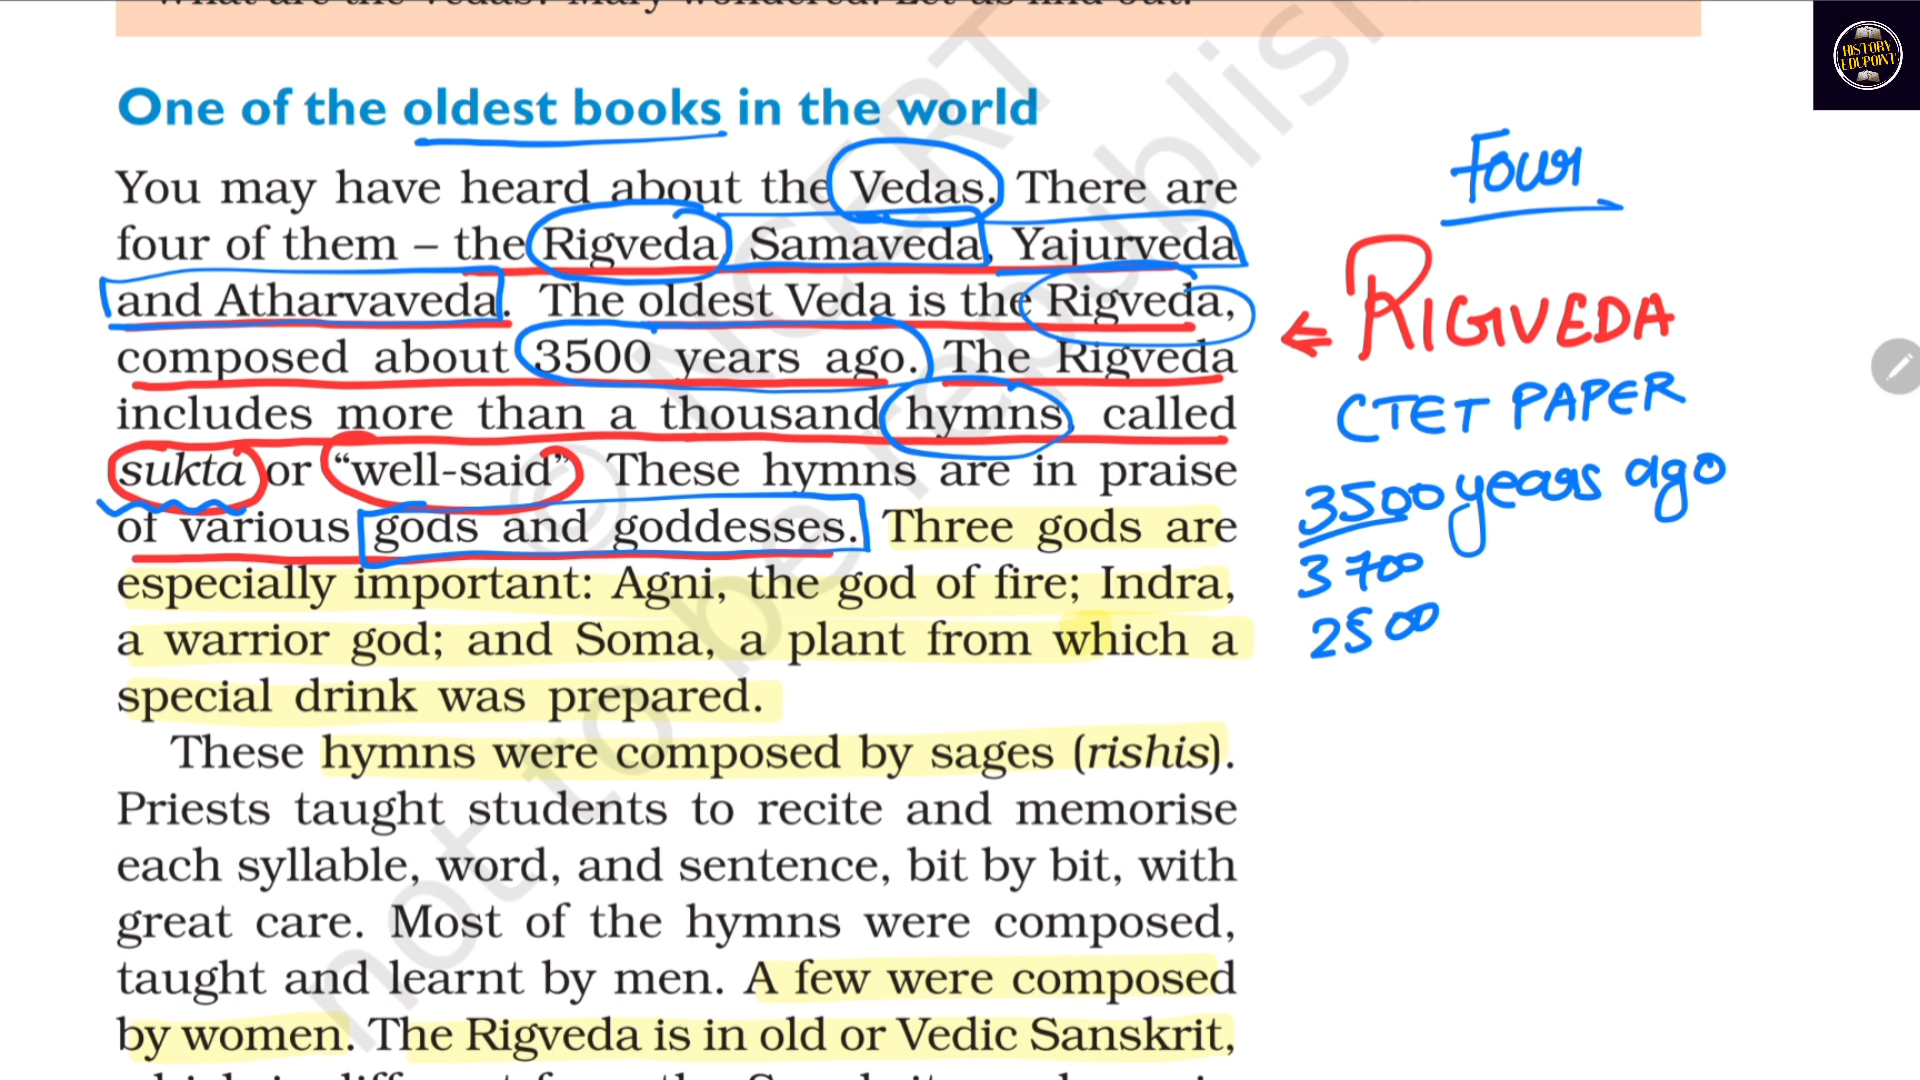 One of the oldest books in the world
You may have heard about the Vedas. There are
four of them – the Rigveda, Samaveda, Yajurveda
and Atharvaveda. The oldest Veda is the Rigveda,
composed about 3500 years ago. The Rigveda
includes more than a thousand hymns, called
sukta or “well-said”. These hymns are in praise
of various gods and goddesses. Three gods are
especially important: Agni, the god of fire; Indra,
a warrior god; and Soma, a plant from which a
special drink was prepared.
These hymns were composed by sages (rishis).
Priests taught students to recite and memorise
each syllable, word, and sentence, bit by bit, with
great care. Most of the hymns were composed,
taught and learnt by men. A few were composed
by women. The Rigveda is in old or Vedic Sanskrit,
Four
RIGVEDA
CTET PAPER
3500 years ago
3700
2500
HISTORY
EDUPOINT
© NCERT
not to be republish